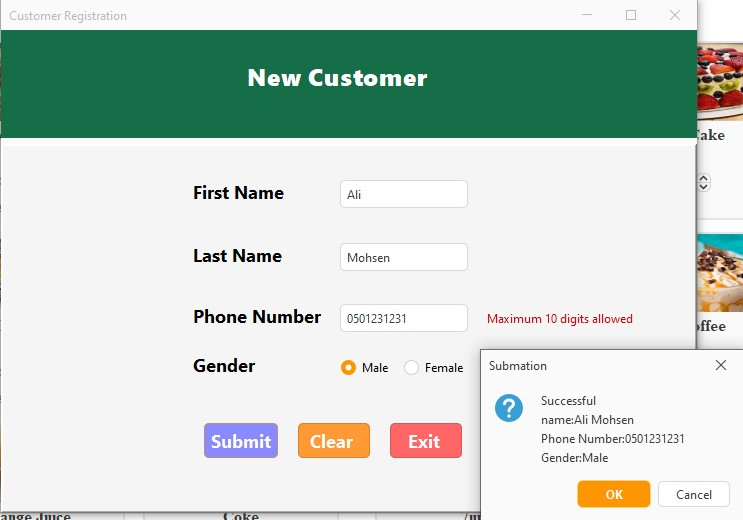 Customer Registration
New Customer
First Name
Ali
Last Name
Mohsen
Phone Number
0501231231
Maximum 10 digits allowed
Gender
Male
Female
Submit
Clear
Exit
Submation
Successful
name:Ali Mohsen
Phone Number:0501231231
Gender:Male
OK
Cancel
Cake
offee
ange Juice
Coke